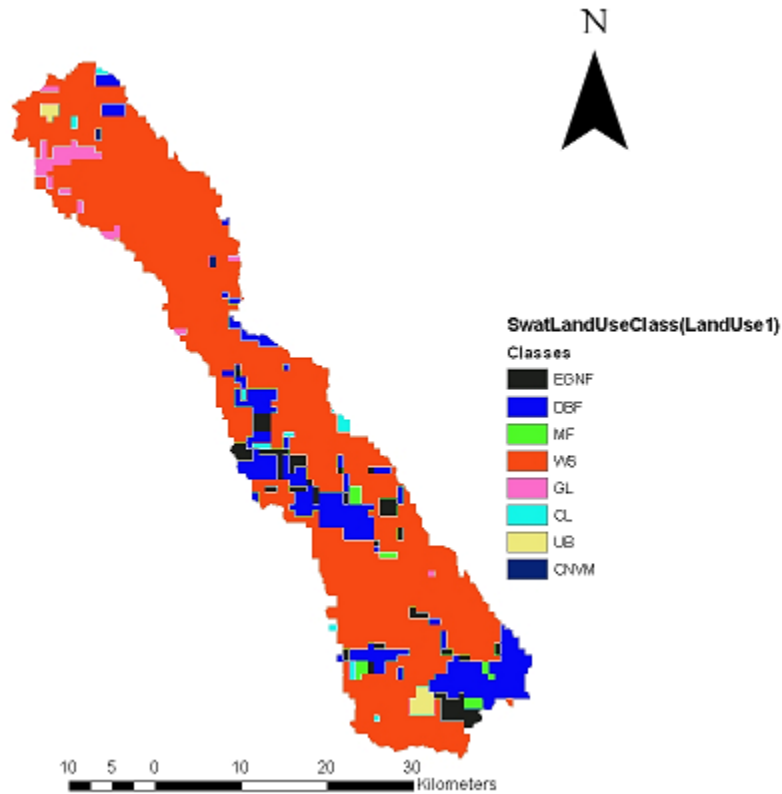 N
SwatLandUseClass(LandUse1)
Classes
EGNF
DBF
MF
WS
GL
CL
UB
CNVM
10 5 0 10 20 30
Kilometers